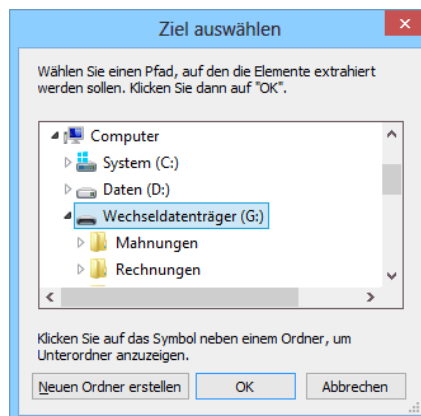 Ziel auswählen
Wählen Sie einen Pfad, auf den die Elemente extrahiert
werden sollen. Klicken Sie dann auf "OK".
Computer
System (C:)
Daten (D:)
Wechseldatenträger (G:)
Mahnungen
Rechnungen
Klicken Sie auf das Symbol neben einem Ordner, um
Unterordner anzuzeigen.
Neuen Ordner erstellen OK Abbrechen